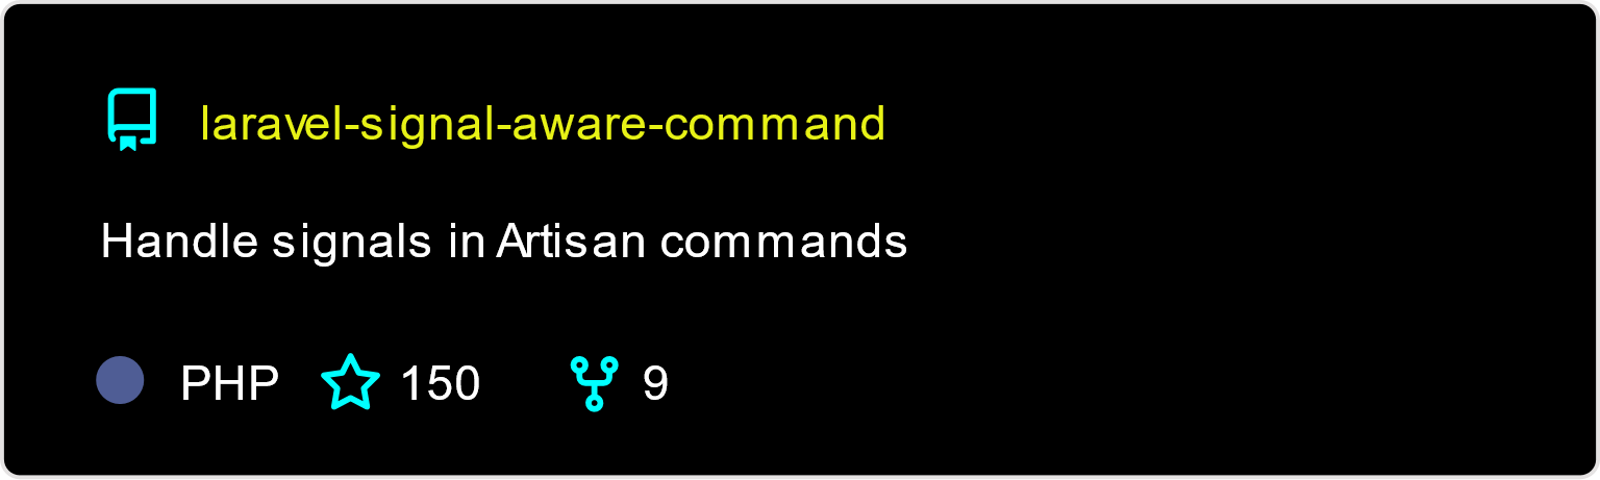 laravel-signal-aware-command
Handle signals in Artisan commands
PHP 150 9